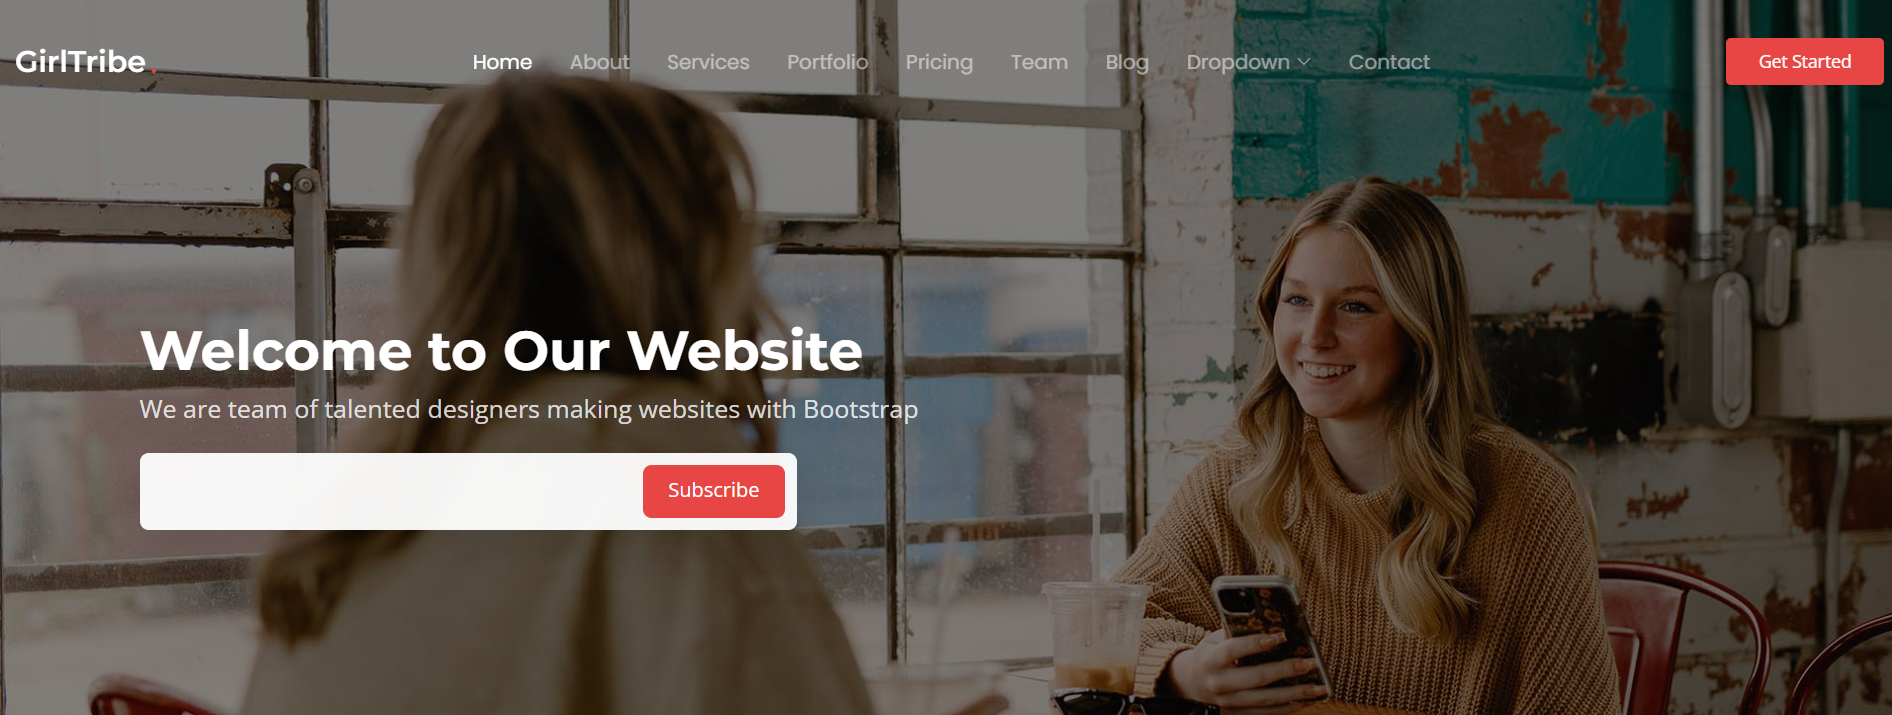 GirlTribe.
Home About Services Portfolio Pricing Team Blog Dropdown Contact
Get Started
Welcome to Our Website
We are team of talented designers making websites with Bootstrap
Subscribe